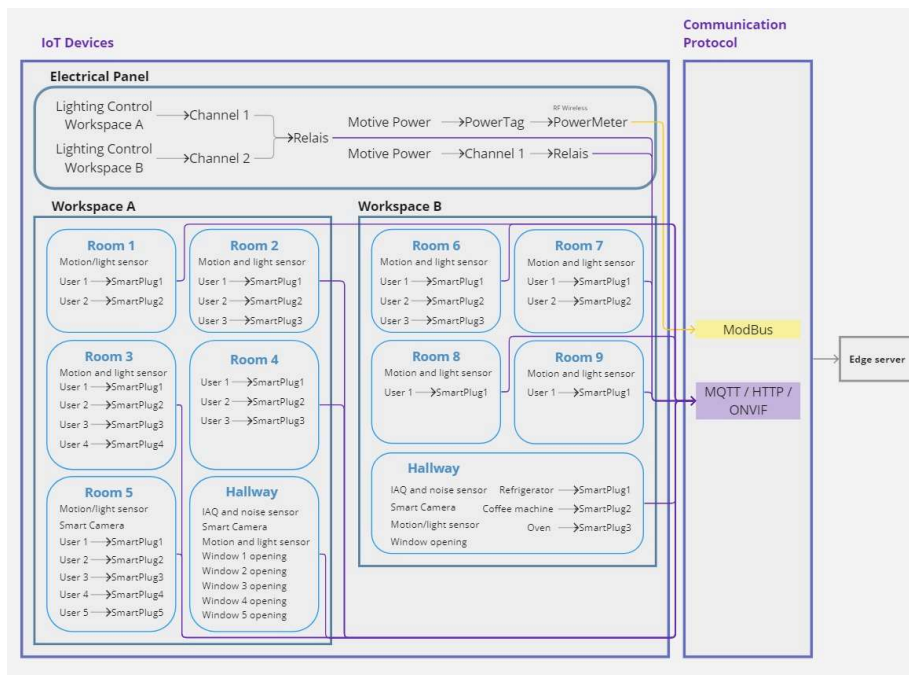 Communication
Protocol
IoT Devices
Electrical Panel
Lighting Control
Workspace A
Channel 1
Lighting Control
Workspace B
Channel 2
Relais
RF Wireless
Motive Power
PowerTag
PowerMeter
Motive Power
Channel 1
Relais
Workspace A
Room 1
Motion/light sensor
User 1 SmartPlug1
User 2 SmartPlug2
Room 2
Motion and light sensor
User 1 SmartPlug1
User 2 SmartPlug2
User 3 SmartPlug3
Room 3
Motion and light sensor
User 1 SmartPlug1
User 2 SmartPlug2
User 3 SmartPlug3
User 4 SmartPlug4
Room 4
User 1 SmartPlug1
User 2 SmartPlug2
User 3 SmartPlug3
Room 5
Motion/light sensor
Smart Camera
User 1 SmartPlug1
User 2 SmartPlug2
User 3 SmartPlug3
User 4 SmartPlug4
User 5 SmartPlug5
Hallway
IAQ and noise sensor
Smart Camera
Motion and light sensor
Window 1 opening
Window 2 opening
Window 3 opening
Window 4 opening
Window 5 opening
Workspace B
Room 6
Motion and light sensor
User 1 SmartPlug1
User 2 SmartPlug2
User 3 SmartPlug3
Room 7
Motion and light sensor
User 1 SmartPlug1
User 2 SmartPlug2
Room 8
Motion and light sensor
User 1 SmartPlug1
Room 9
Motion and light sensor
User 1 SmartPlug1
Hallway
IAQ and noise sensor
Smart Camera
Motion/light sensor
Window opening
Refrigerator SmartPlug1
Coffee machine SmartPlug2
Oven SmartPlug3
ModBus
MQTT / HTTP /
ONVIF
Edge server